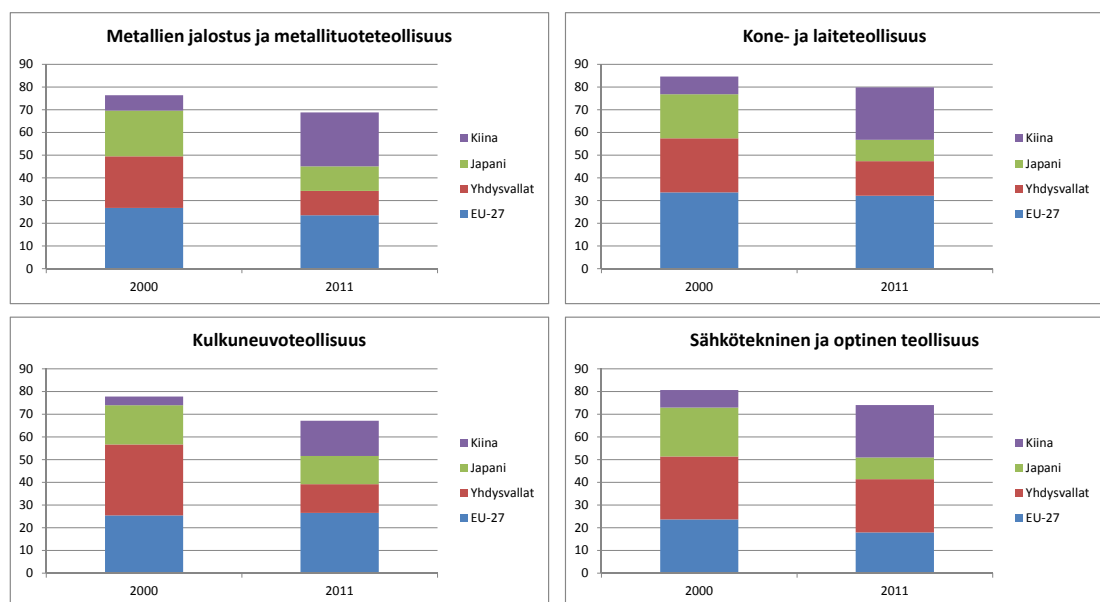 Metallien jalostus ja metallituoteteollisuus
90
80
70
60
50
40
30
20
10
0
2000
2011
Kiina
Japani
Yhdysvallat
EU-27
Kone- ja laiteteollisuus
90
80
70
60
50
40
30
20
10
0
2000
2011
Kiina
Japani
Yhdysvallat
EU-27
Kulkuneuvoteollisuus
90
80
70
60
50
40
30
20
10
0
2000
2011
Kiina
Japani
Yhdysvallat
EU-27
Sähkötekninen ja optinen teollisuus
90
80
70
60
50
40
30
20
10
0
2000
2011
Kiina
Japani
Yhdysvallat
EU-27